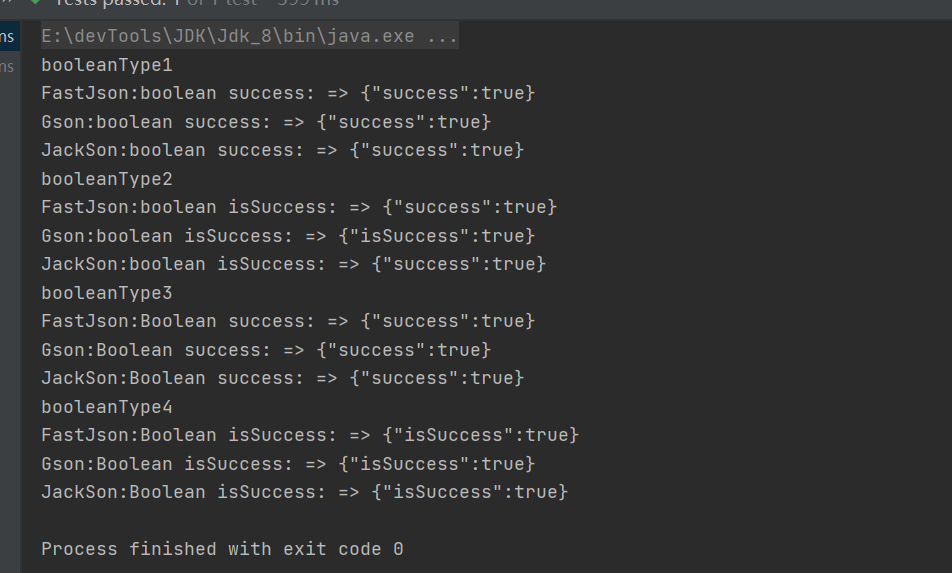 Tests passed: 1 of 1 test – 355 ms
ms
E:\devTools\JDK\Jdk_8\bin\java.exe ...
booleanType1
ms
FastJson:boolean success: => {"success":true}
Gson:boolean success: => {"success":true}
JackSon:boolean success: => {"success":true}
booleanType2
FastJson:boolean isSuccess: => {"success":true}
Gson:boolean isSuccess: => {"isSuccess":true}
JackSon:boolean isSuccess: => {"success":true}
booleanType3
FastJson:Boolean success: => {"success":true}
Gson:Boolean success: => {"success":true}
JackSon:Boolean success: => {"success":true}
booleanType4
FastJson:Boolean isSuccess: => {"isSuccess":true}
Gson:Boolean isSuccess: => {"isSuccess":true}
JackSon:Boolean isSuccess: => {"isSuccess":true}
Process finished with exit code 0